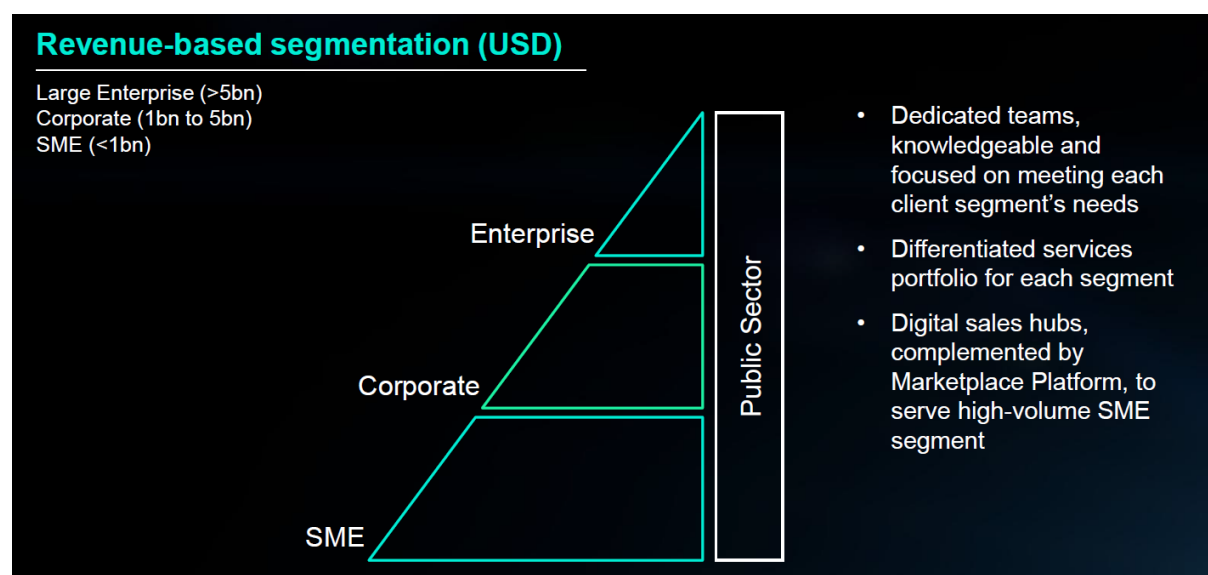 Revenue-based segmentation (USD)
Large Enterprise (>5bn)
Corporate (1bn to 5bn)
SME (<1bn)
Enterprise
Corporate
SME
Public Sector
• Dedicated teams,
knowledgeable and
focused on meeting each
client segment's needs
• Differentiated services
portfolio for each segment
• Digital sales hubs,
complemented by
Marketplace Platform, to
serve high-volume SME
segment